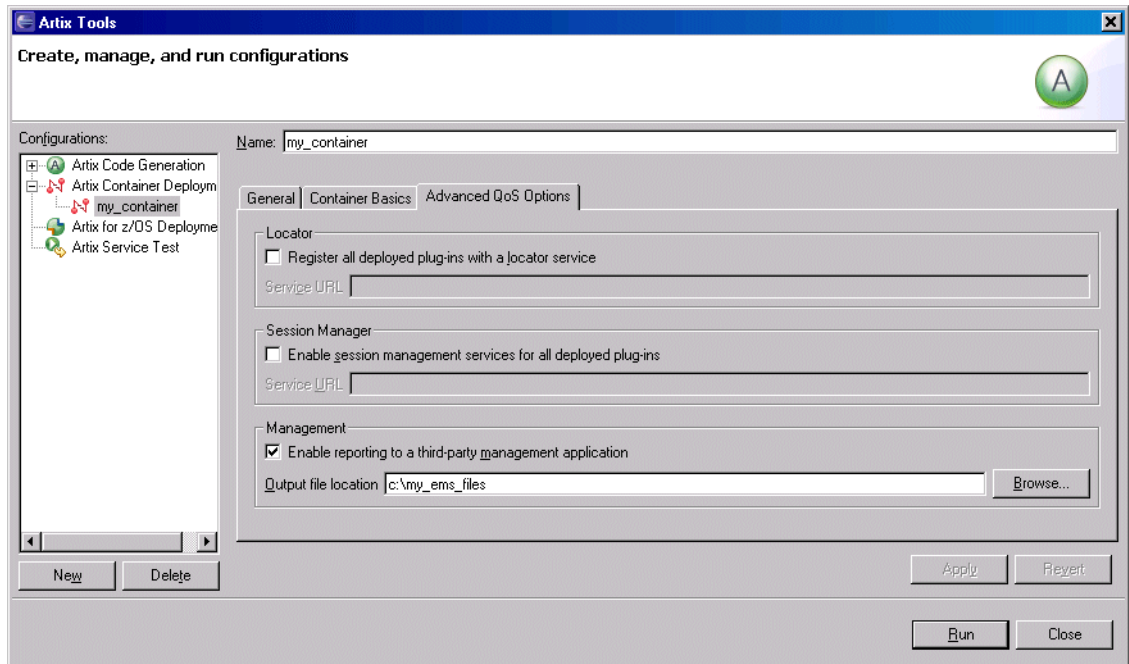 Artix Tools
Create, manage, and run configurations
A
Configurations:
Artix Code Generation
Artix Container Deploym
my_container
Artix for z/OS Deployme
Artix Service Test
New
Delete
Name: my_container
General
Container Basics
Advanced QoS Options
Locator
Register all deployed plug-ins with a locator service
Service URL
Session Manager
Enable session management services for all deployed plug-ins
Service URL
Management
Enable reporting to a third-party management application
Output file location c:\my_ems_files
Browse...
Apply
Revert
Run
Close